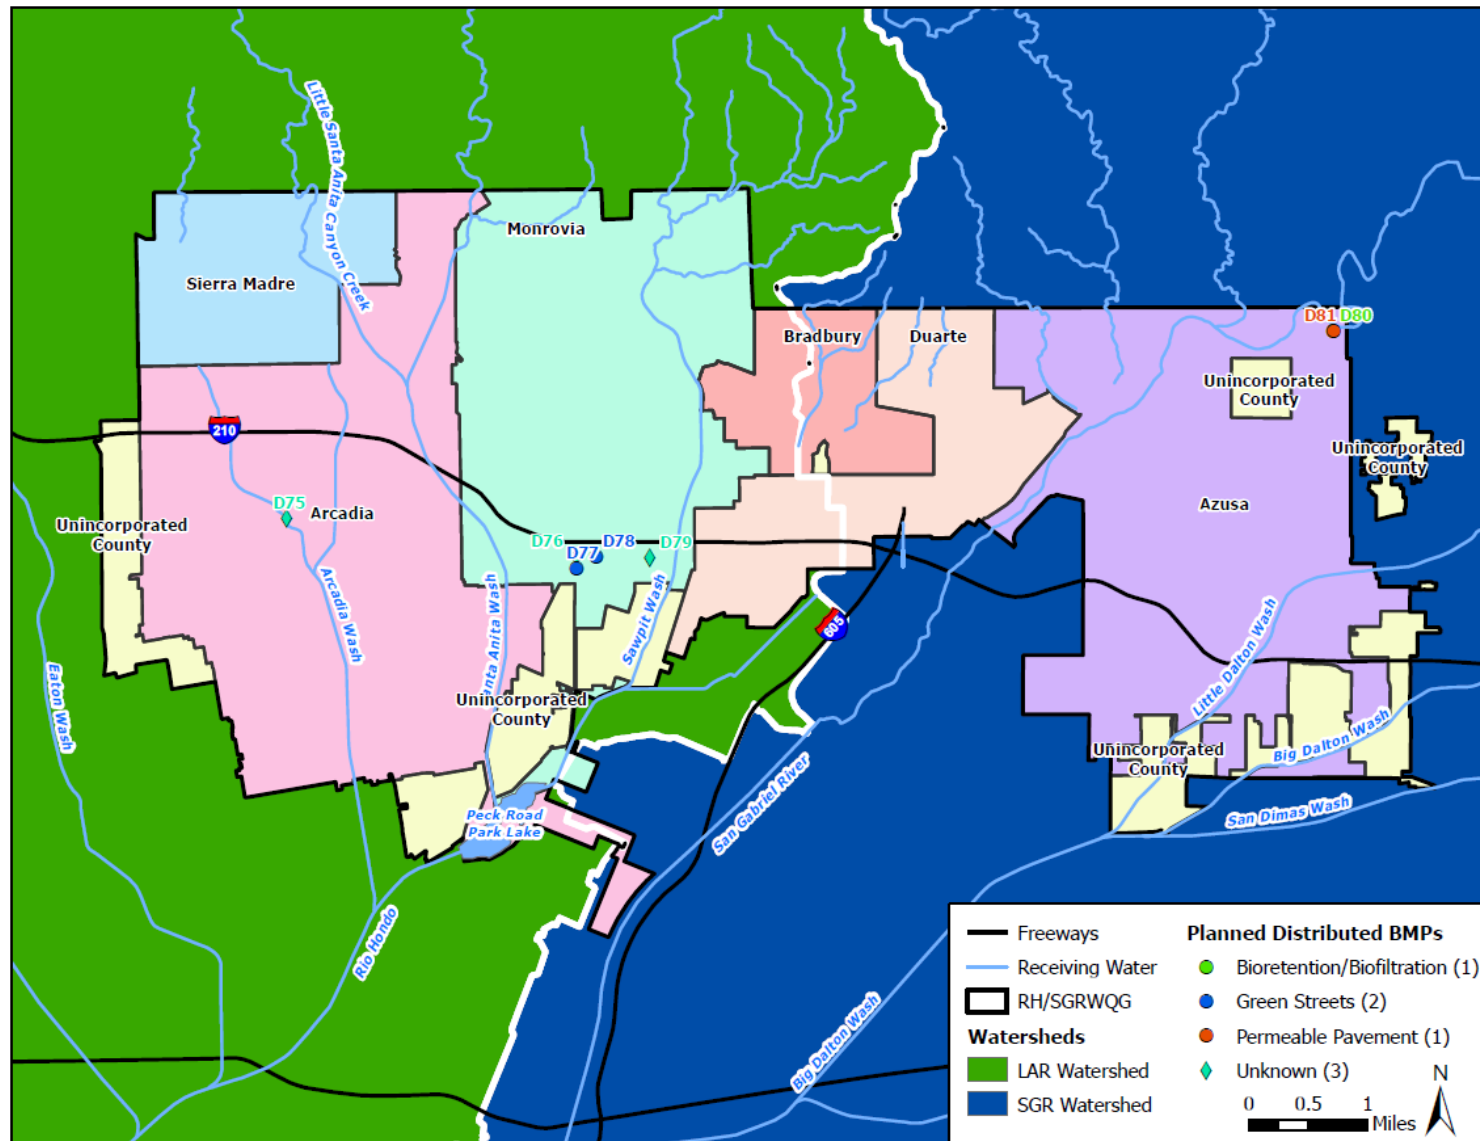 Little Santa Anita Canyon Creek
Monrovia
Sierra Madre
D81 D80
Bradbury
Duarte
Unincorporated
County
210
Unincorporated
County
D75
Arcadia
Azusa
Unincorporated
County
D76
D77
D78
D79
Arcadia Wash
Santa Anita Wash
Sawpit Wash
605
Little Dalton Wash
Eaton Wash
Unincorporated
County
Big Dalton Wash
Unincorporated
County
San Gabriel River
San Dimas Wash
Peck Road
Park Lake
Rio Hondo
Big Dalton Wash
Freeways
Receiving Water
RH/SGRWQG
Watersheds
LAR Watershed
SGR Watershed
Planned Distributed BMPs
Bioretention/Biofiltration (1)
Green Streets (2)
Permeable Pavement (1)
Unknown (3)
N
0 0.5 1
Miles